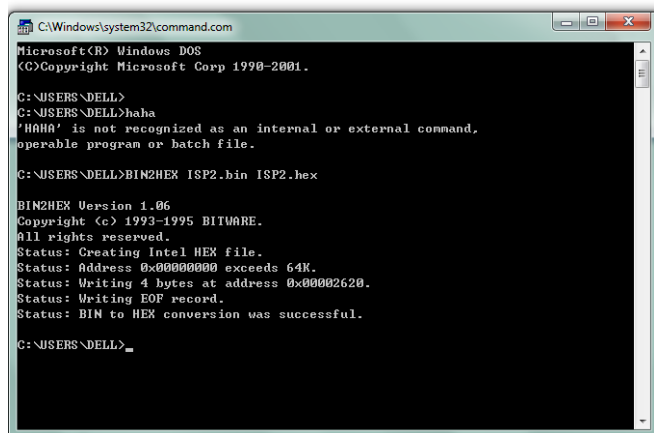 C:\Windows\system32\command.com
Microsoft(R) Windows DOS
(C)Copyright Microsoft Corp 1990-2001.
C:\USERS\DELL>
C:\USERS\DELL>haha
'HAHA' is not recognized as an internal or external command,
operable program or batch file.
C:\USERS\DELL>BIN2HEX ISP2.bin ISP2.hex
BIN2HEX Version 1.06
Copyright (c) 1993-1995 BITWARE.
All rights reserved.
Status: Creating Intel HEX file.
Status: Address 0x00000000 exceeds 64K.
Status: Writing 4 bytes at address 0x00002620.
Status: Writing EOF record.
Status: BIN to HEX conversion was successful.
C:\USERS\DELL>_